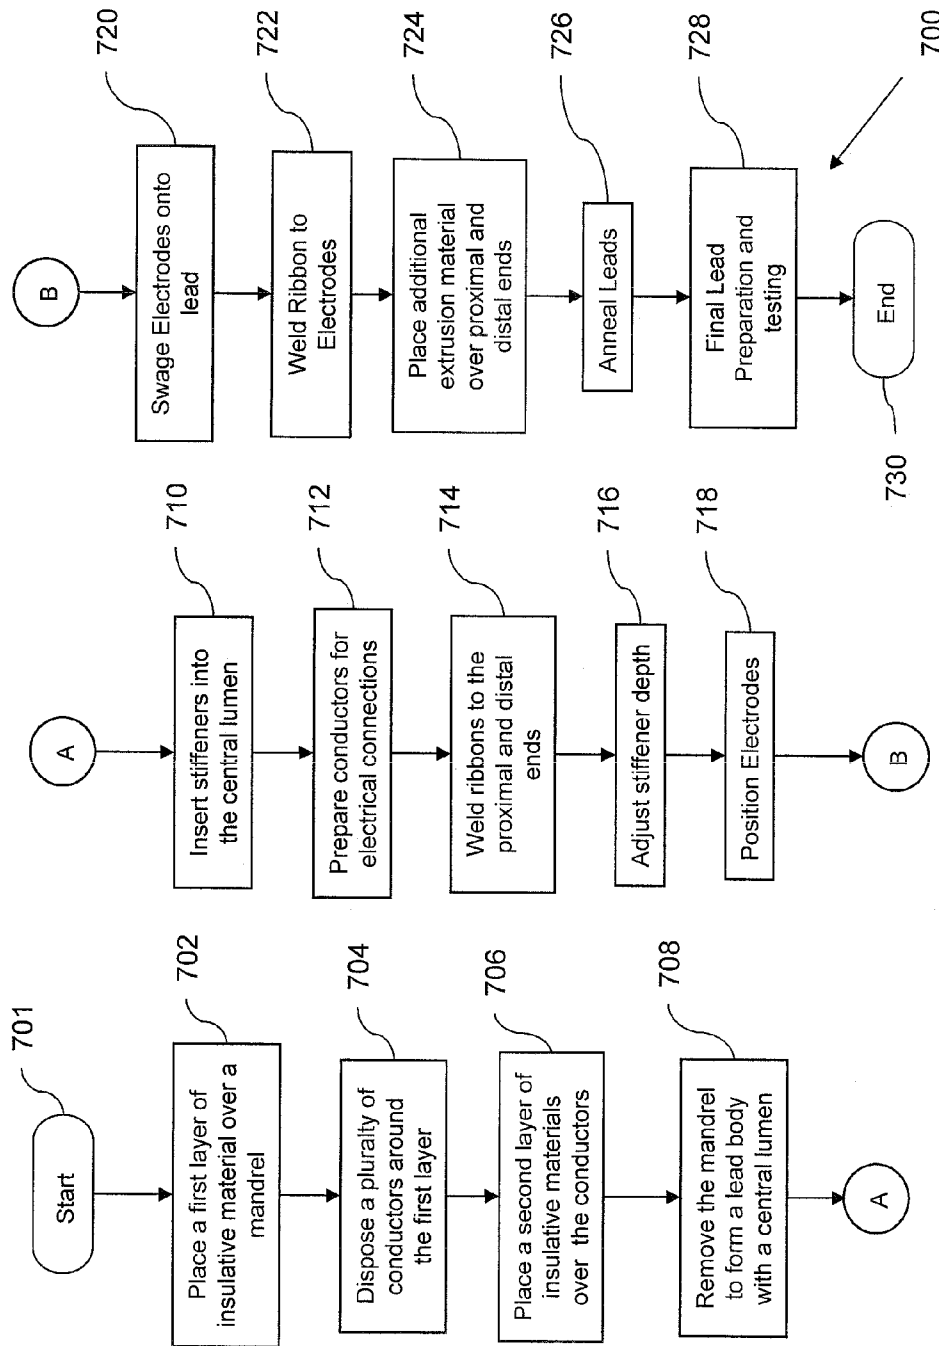 Start
701
Place a first layer of
insulative material over a
mandrel
702
Dispose a pluralty of
conductors around
the first layer
704
Place a second layer of
insulative materials
over the conductors
706
Remove the mandrel
to form a lead body
with a central lumen
708
A
A
Insert stiffeners into
the central lumen
710
Prepare conductors for
electrical connections
712
Weld ribbons to the
proximal and distal
ends
714
Adjust stiffener depth
716
Position Electrodes
718
B
B
Swage Electrodes onto
lead
720
Weld Ribbon to
Electrodes
722
Place additional
extrusion material
over proximal and
distal ends
724
Anneal Leads
726
Final Lead
Preparation and
testing
728
End
730
700